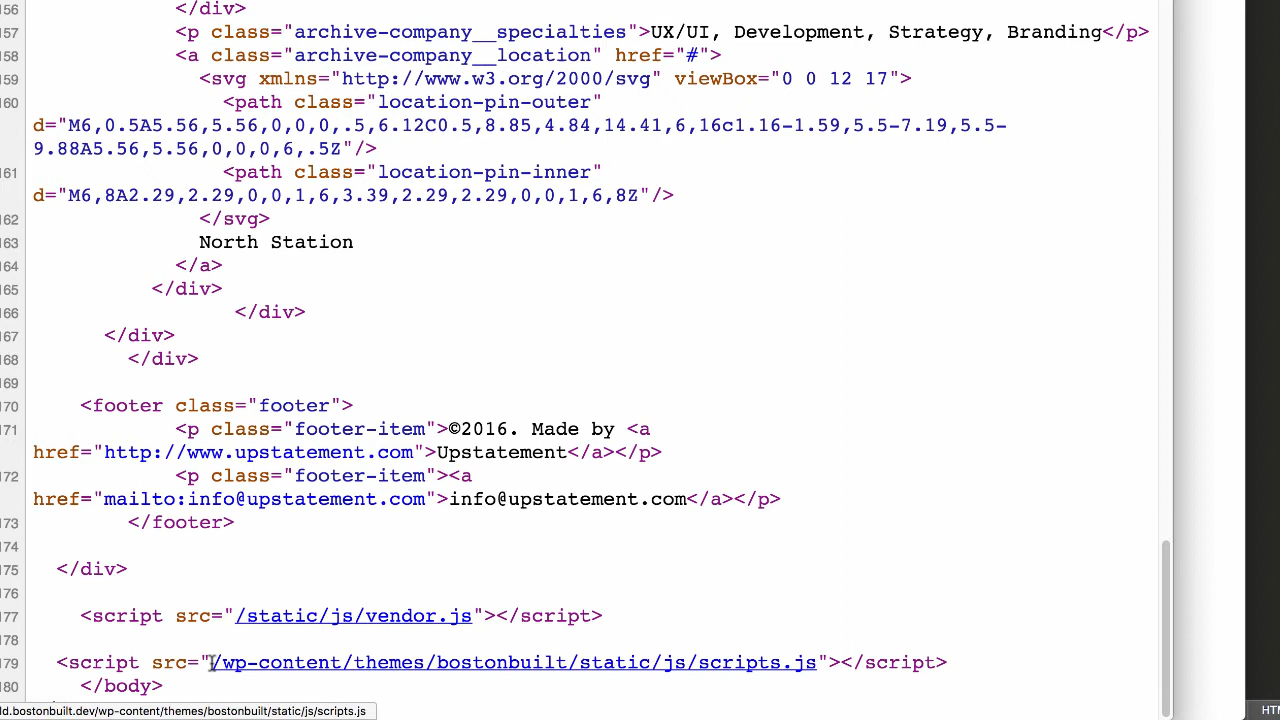 156 </div>
157 <p class="archive-company__specialties">UX/UI, Development, Strategy, Branding</p>
158 <a class="archive-company__location" href="#">
159 <svg xmlns="http://www.w3.org/2000/svg" viewBox="0 0 12 17">
160 <path class="location-pin-outer"
d="M6,0.5A5.56,5.56,0,0,0,.5,6.12C0.5,8.85,4.84,14.41,6,16c1.16-1.59,5.5-7.19,5.5-
9.88A5.56,5.56,0,0,0,6,.5Z"/>
161 <path class="location-pin-inner"
d="M6,8A2.29,2.29,0,0,1,6,3.39,2.29,2.29,0,0,1,6,8Z"/>
162 </svg>
163 North Station
164 </a>
165 </div>
166 </div>
167 </div>
168 </div>
169
170 <footer class="footer">
171 <p class="footer-item">©2016. Made by <a
href="http://www.upstatement.com">Upstatement</a></p>
172 <p class="footer-item"><a
href="mailto:info@upstatement.com">info@upstatement.com</a></p>
173 </footer>
174
175 </div>
176
177 <script src="/static/js/vendor.js"></script>
178
179 <script src="/wp-content/themes/bostonbuilt/static/js/scripts.js"></script>
180 </body>
ld.bostonbuilt.dev/wp-content/themes/bostonbuilt/static/js/scripts.js